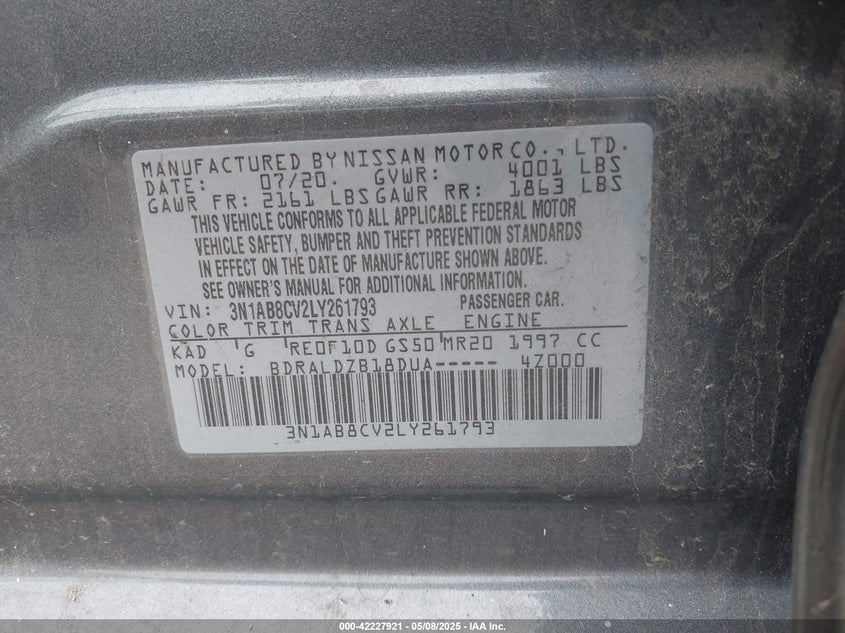 MANUFACTURED BY NISSAN MOTOR CO., LTD.
DATE: 07/20. GVWR: 4001 LBS
GAWR FR: 2161 LBS GAWR RR: 1863 LBS
THIS VEHICLE CONFORMS TO ALL APPLICABLE FEDERAL MOTOR
VEHICLE SAFETY, BUMPER AND THEFT PREVENTION STANDARDS
IN EFFECT ON THE DATE OF MANUFACTURE SHOWN ABOVE.
SEE OWNER'S MANUAL FOR ADDITIONAL INFORMATION.
VIN: 3N1AB8CV2LY261793 PASSENGER CAR.
COLOR TRIM TRANS AXLE ENGINE
KAD G RE0F10D GS50 MR20 1997 CC
MODEL: BDRALDZB18DUA----- 4Z000
3N1AB8CV2LY261793
000-42227921 - 05/08/2025 - IAA Inc.